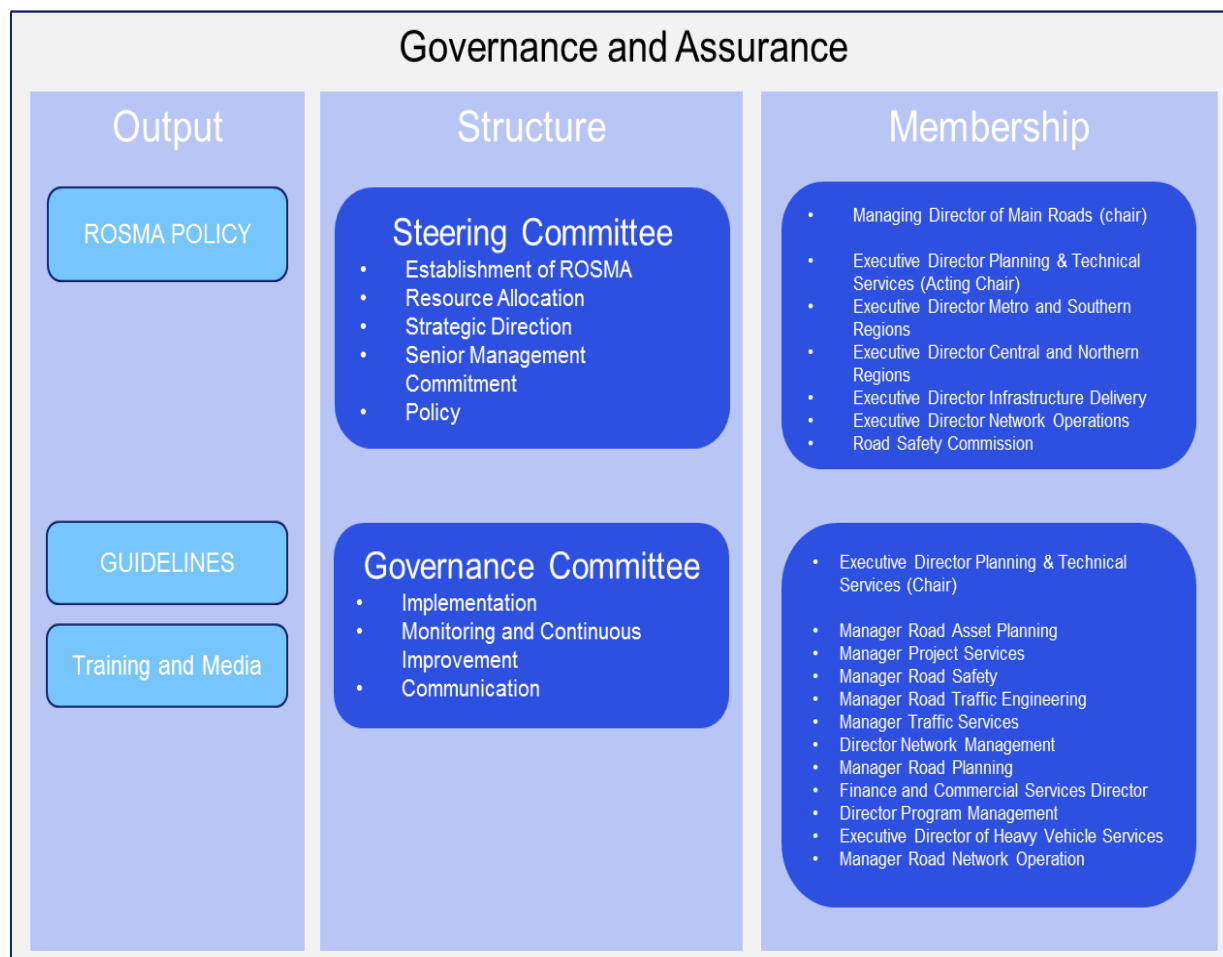 Governance and Assurance
Output
ROSMA POLICY
GUIDELINES
Training and Media
Structure
Steering Committee
• Establishment of ROSMA
• Resource Allocation
• Strategic Direction
• Senior Management
Commitment
• Policy
Governance Committee
• Implementation
• Monitoring and Continuous
Improvement
• Communication
Membership
• Managing Director of Main Roads (chair)
• Executive Director Planning & Technical
Services (Acting Chair)
• Executive Director Metro and Southern
Regions
• Executive Director Central and Northern
Regions
• Executive Director Infrastructure Delivery
• Executive Director Network Operations
• Road Safety Commission
• Executive Director Planning & Technical
Services (Chair)
• Manager Road Asset Planning
• Manager Project Services
• Manager Road Safety
• Manager Road Traffic Engineering
• Manager Traffic Services
• Director Network Management
• Manager Road Planning
• Finance and Commercial Services Director
• Director Program Management
• Executive Director of Heavy Vehicle Services
• Manager Road Network Operation